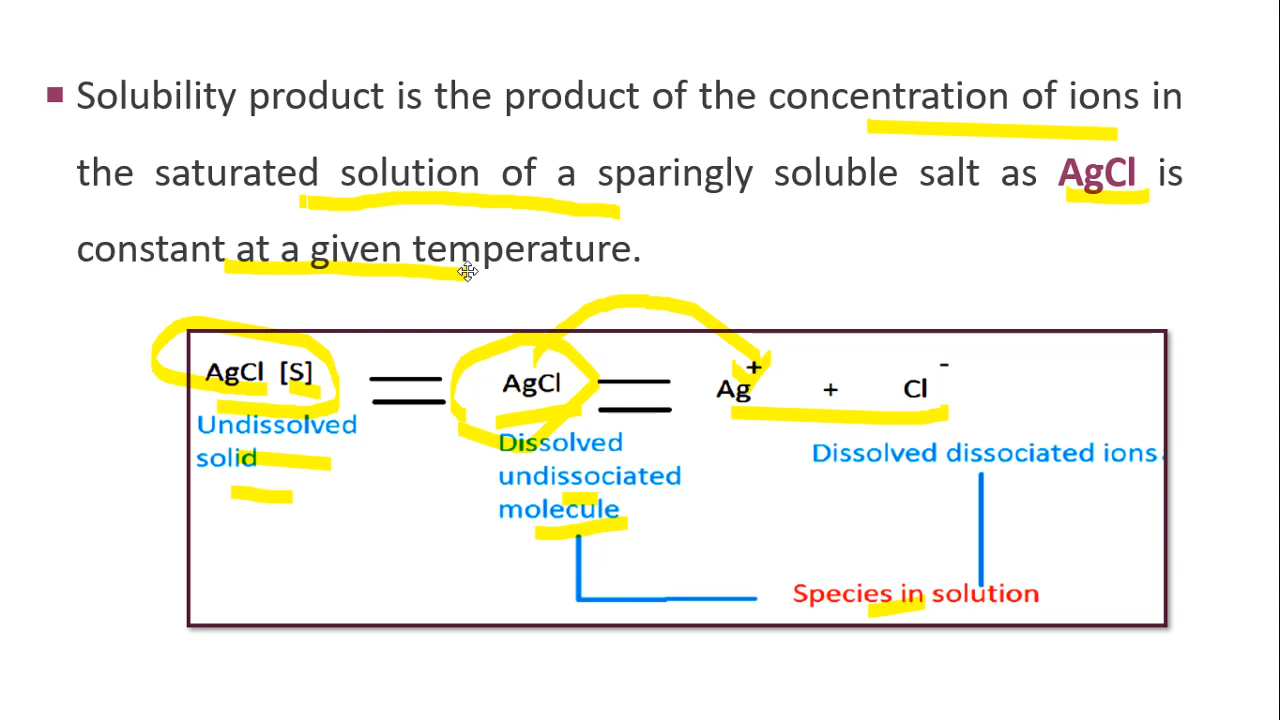 ▪ Solubility product is the product of the concentration of ions in
the saturated solution of a sparingly soluble salt as AgCl is
constant at a given temperature.
AgCl [S] = AgCl = Ag⁺ + Cl⁻
Undissolved
solid
Dissolved
undissociated
molecule
Dissolved dissociated ions
Species in solution